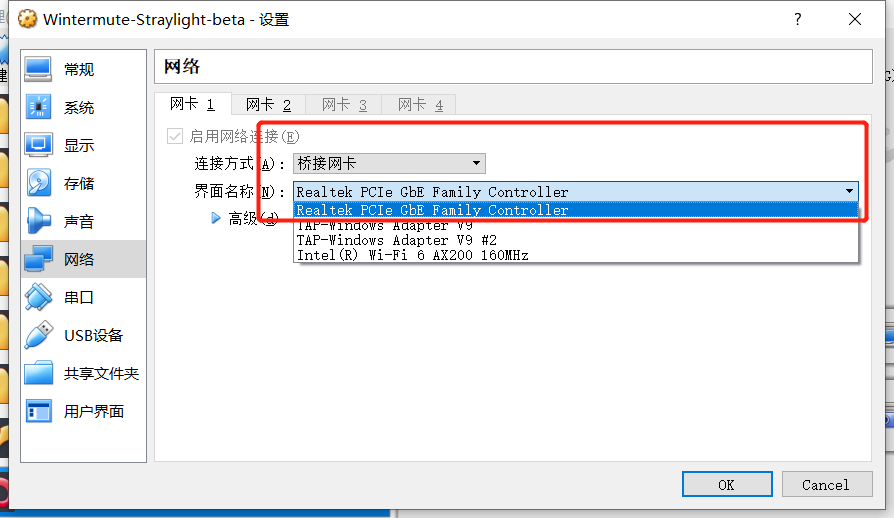 Wintermute-Straylight-beta - 设置
?
常规
系统
显示
存储
声音
网络
串口
USB设备
共享文件夹
用户界面
网络
网卡 1
网卡 2
网卡 3
网卡 4
启用网络连接(E)
连接方式(A): 桥接网卡
界面名称(N): Realtek PCIe GbE Family Controller
Realtek PCIe GbE Family Controller
高级(d)
TAP-Windows Adapter V9
TAP-Windows Adapter V9 #2
Intel(R) Wi-Fi 6 AX200 160MHz
OK
Cancel